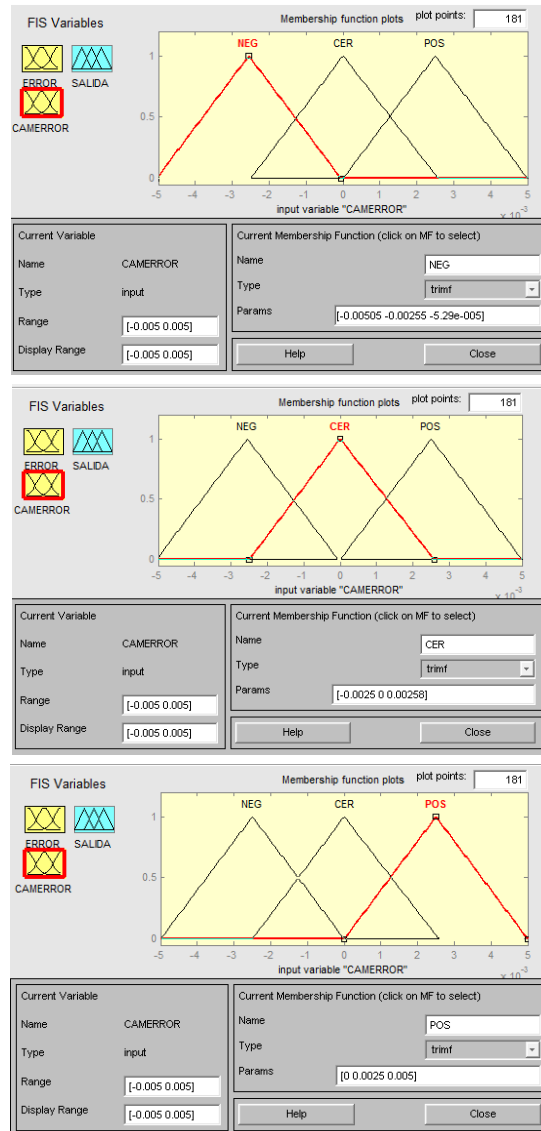 FIS Variables
Membership function plots plot points: 181
ERROR SALIDA
CAMERROR
NEG CER POS
1
0.5
0
-5 -4 -3 -2 -1 0 1 2 3 4 5
input variable "CAMERROR"
x 10-3
Current Variable
Name CAMERROR
Type input
Range [-0.005 0.005]
Display Range [-0.005 0.005]
Current Membership Function (click on MF to select)
Name NEG
Type trimf
Params [-0.00505 -0.00255 -5.29e-005]
Help Close
FIS Variables
Membership function plots plot points: 181
ERROR SALIDA
CAMERROR
NEG CER POS
1
0.5
0
-5 -4 -3 -2 -1 0 1 2 3 4 5
input variable "CAMERROR"
x 10-3
Current Variable
Name CAMERROR
Type input
Range [-0.005 0.005]
Display Range [-0.005 0.005]
Current Membership Function (click on MF to select)
Name CER
Type trimf
Params [-0.0025 0 0.00258]
Help Close
FIS Variables
Membership function plots plot points: 181
ERROR SALIDA
CAMERROR
NEG CER POS
1
0.5
0
-5 -4 -3 -2 -1 0 1 2 3 4 5
input variable "CAMERROR"
x 10-3
Current Variable
Name CAMERROR
Type input
Range [-0.005 0.005]
Display Range [-0.005 0.005]
Current Membership Function (click on MF to select)
Name POS
Type trimf
Params [0 0.0025 0.005]
Help Close